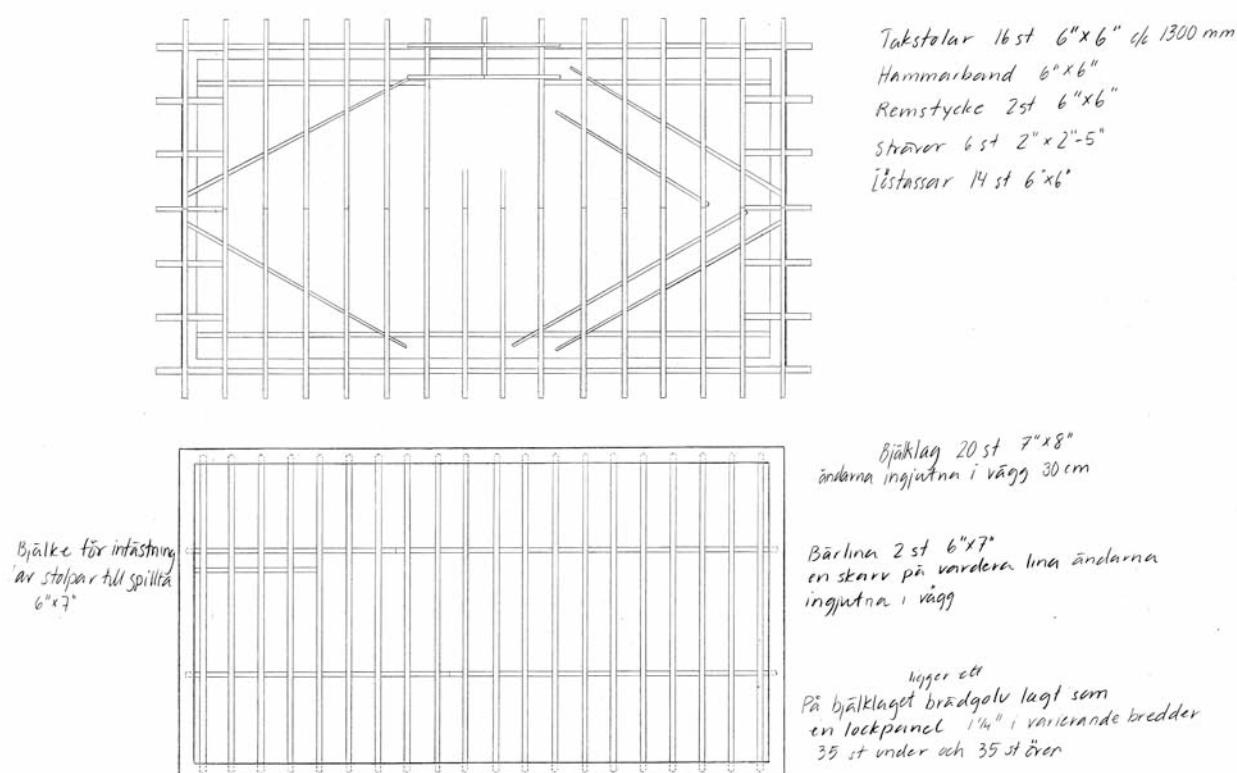 Takstolar 16 st 6"x6" c/c 1300 mm
Hammarband 6"x6"
Remstycke 2st 6"x6"
Strävor 6 st 2"x2"-5"
Löstassar 14 st 6"x6"
Bjälklag 20 st 7"x8"
ändarna ingjutna i vägg 30 cm
Bjälke för infästning
av stolpar till spillta
6"x7"
Bärlina 2 st 6"x7"
en skarv på vardera lina ändarna
ingjutna i vägg
ligger ett
På bjälklaget brädgolv lagt som
en lockpanel 1¼" i varierande bredder
35 st under och 35 st över